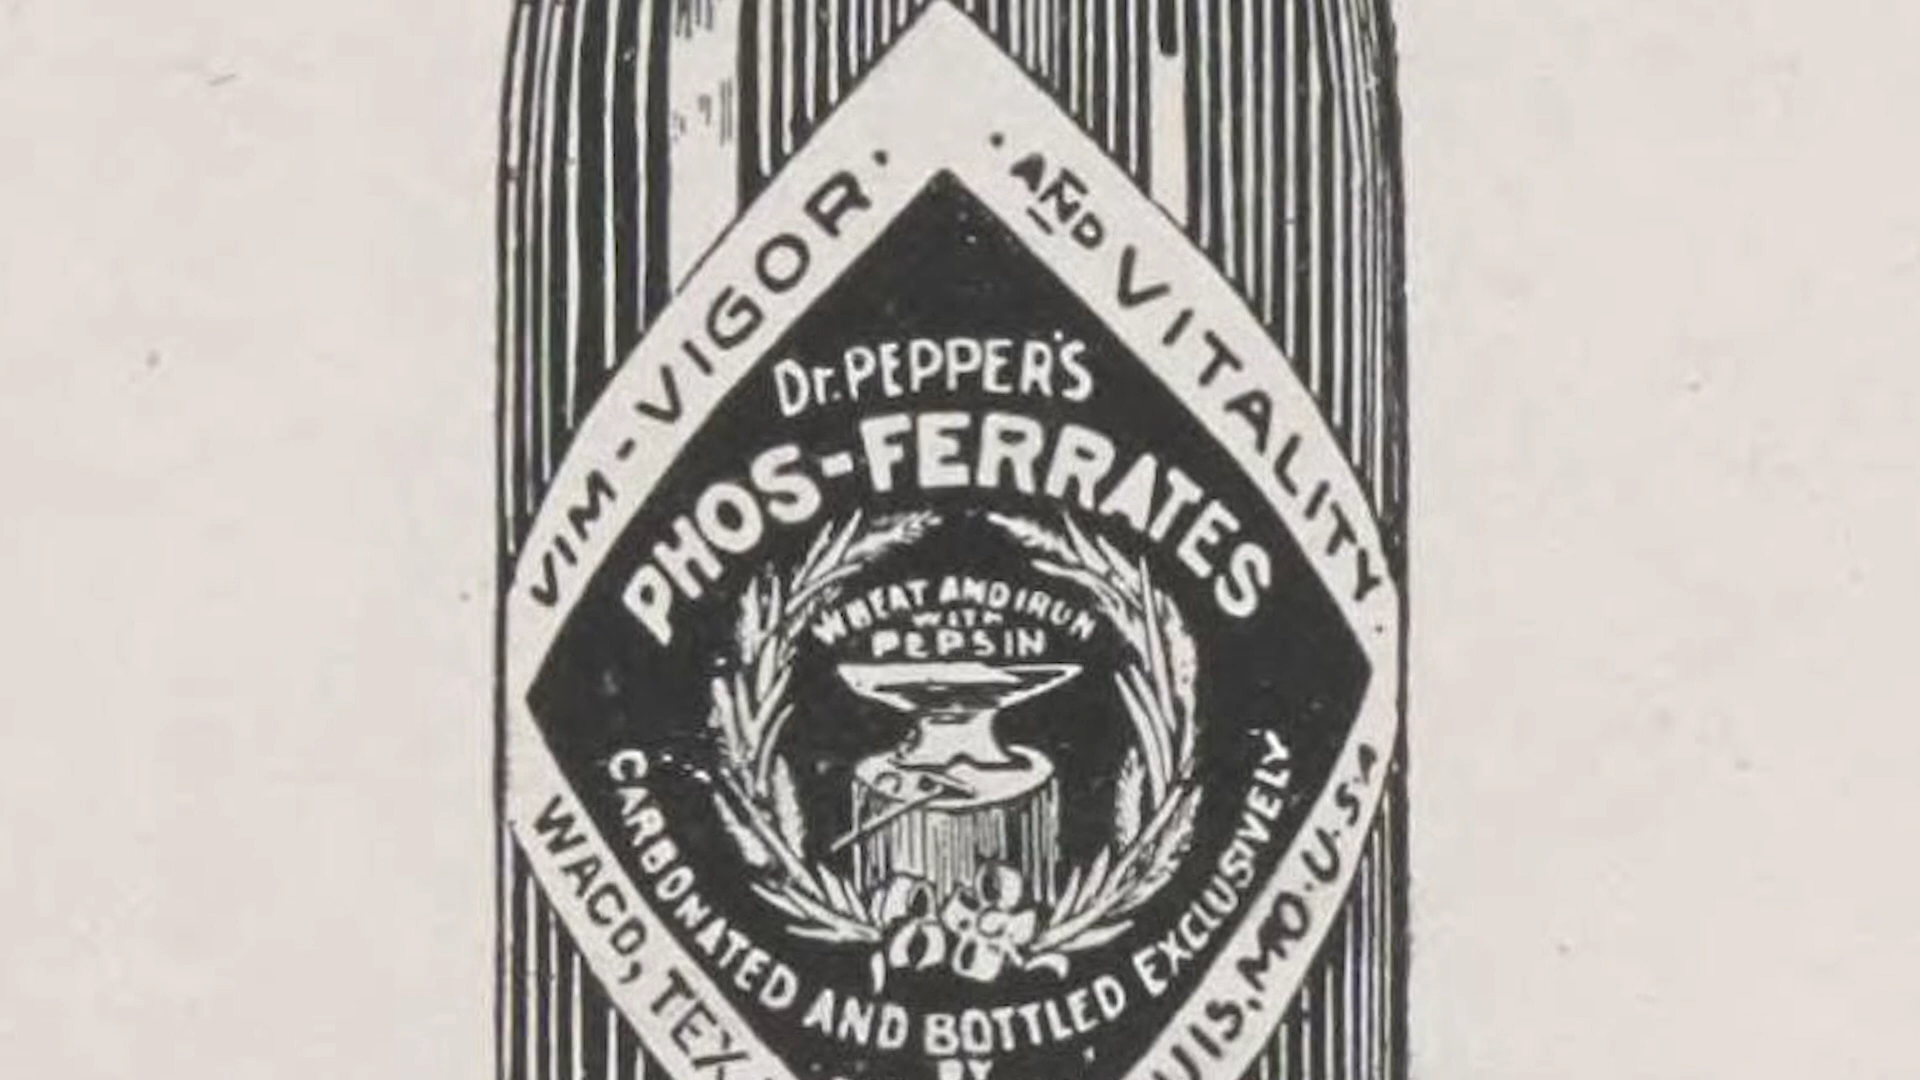 VIM-VIGOR.
. AND VITALITY
Dr. PEPPER'S
PHOS-FERRATES
WHEAT AND IRON
WITH
PEPSIN
CARBONATED AND BOTTLED EXCLUSIVELY
BY
WACO, TEX
UIS, MO. U.S.A